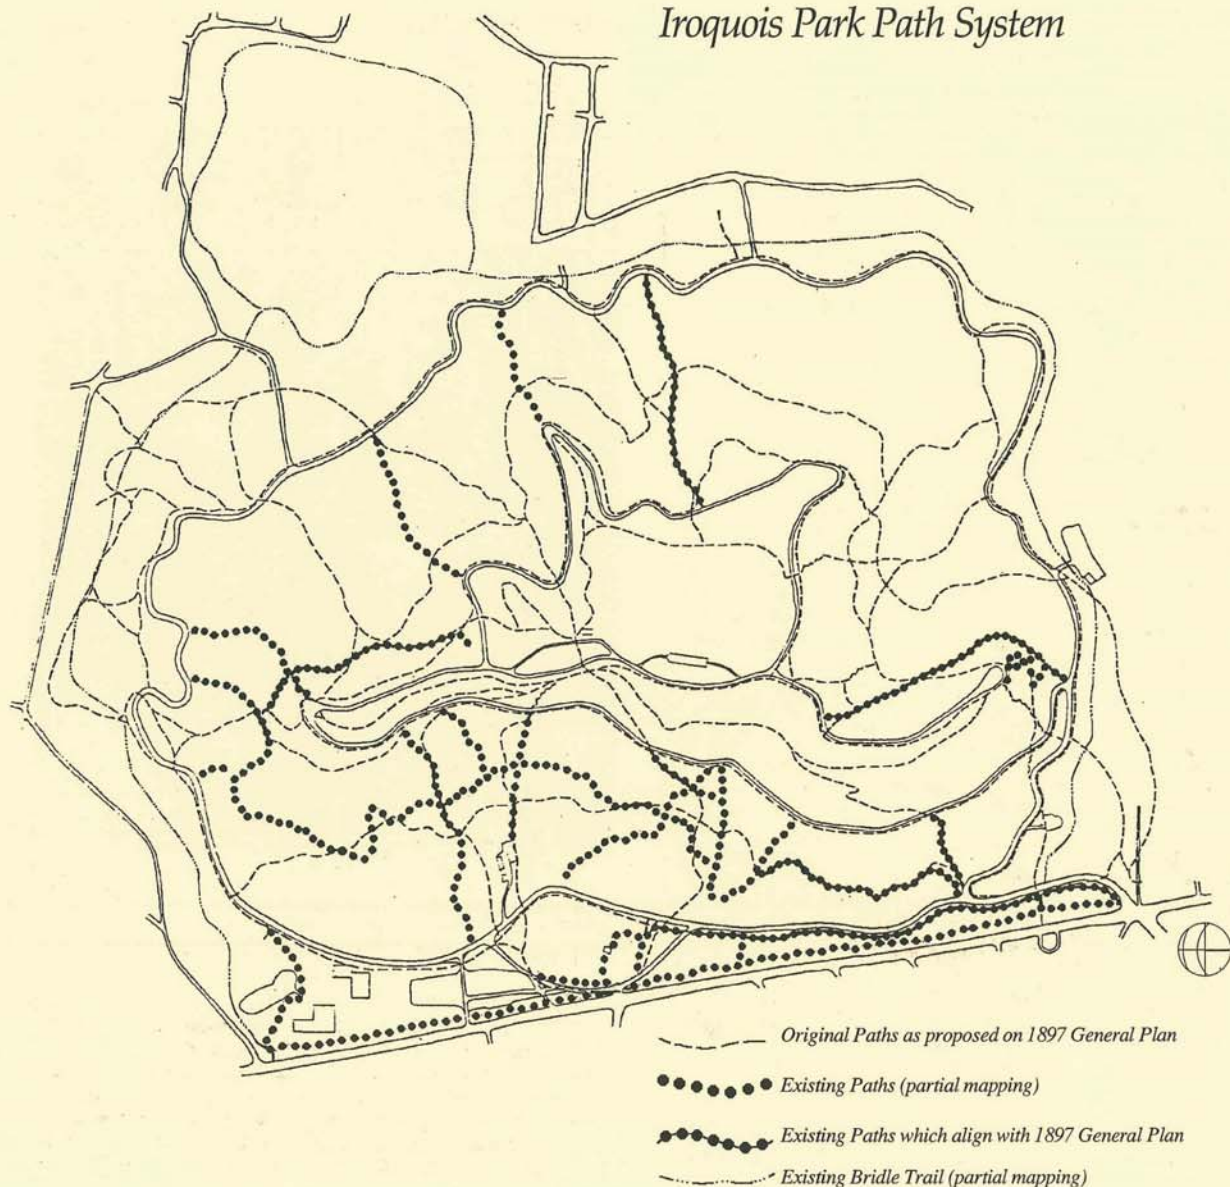 Iroquois Park Path System
Original Paths as proposed on 1897 General Plan
Existing Paths (partial mapping)
Existing Paths which align with 1897 General Plan
Existing Bridle Trail (partial mapping)